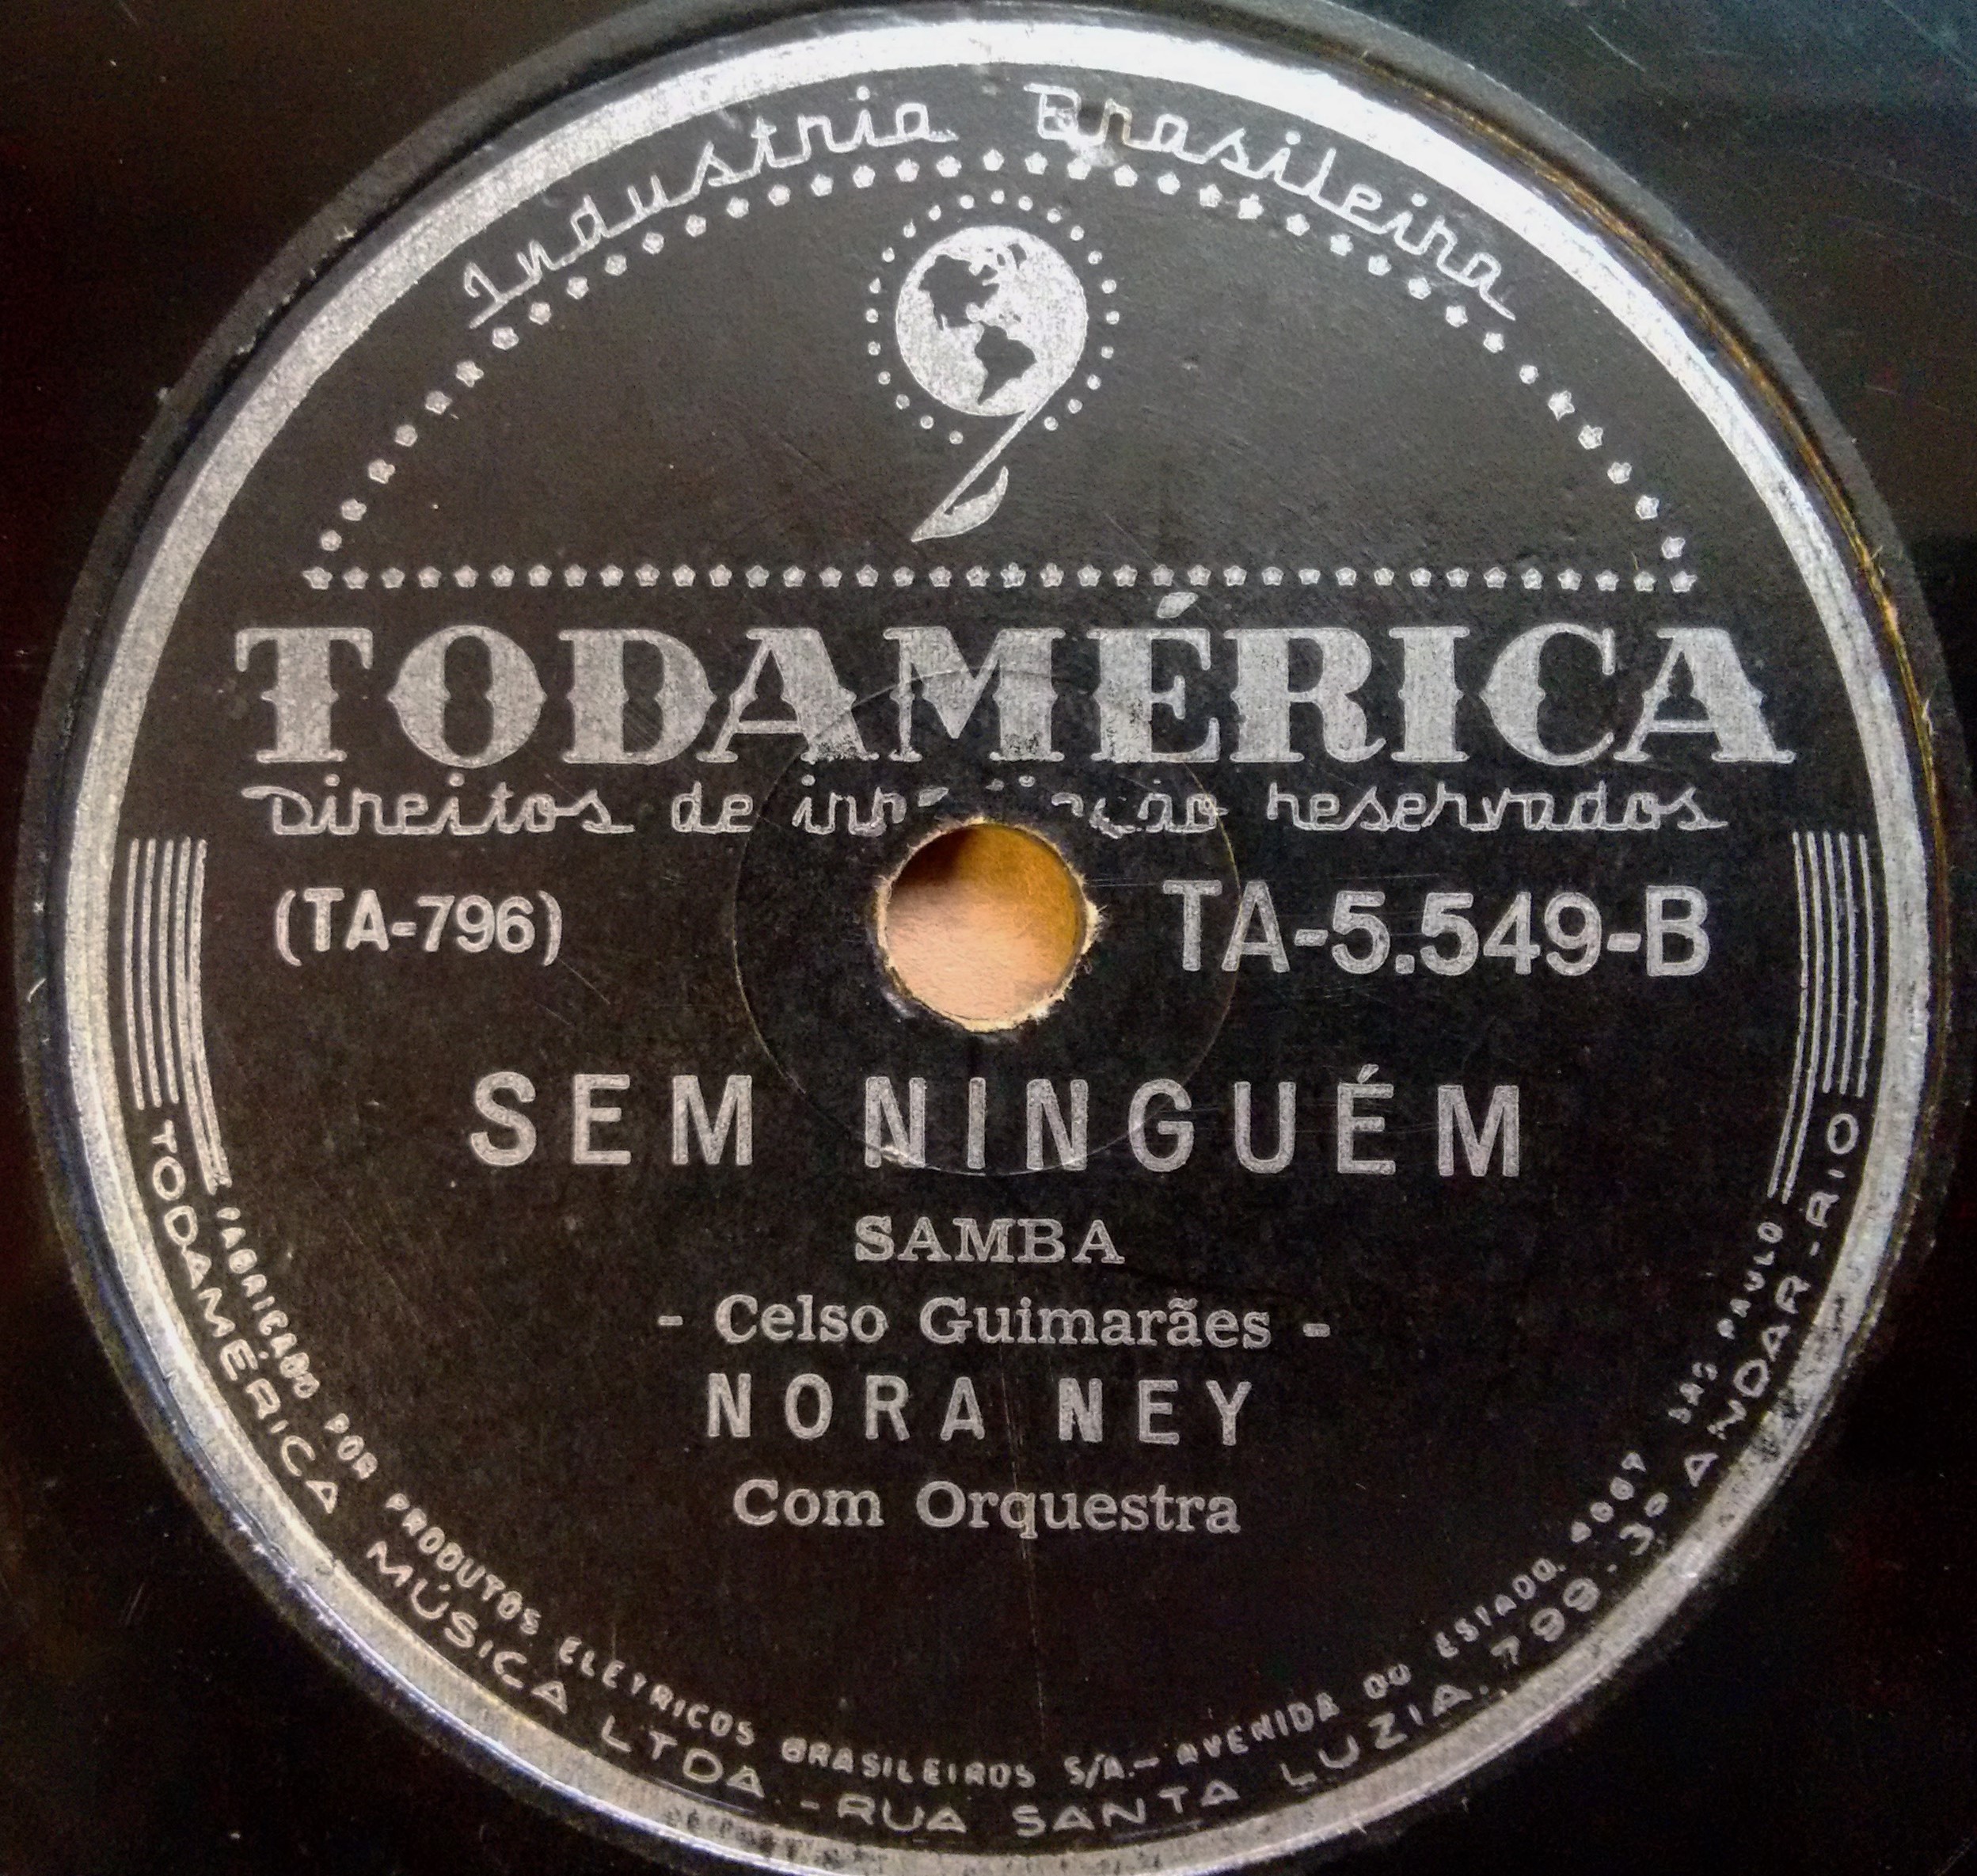 Industria Brasileira
TODAMÉRICA
Direitos de reservados
(TA-796)
TA-5.549-B
SEM NINGUÉM
SAMBA
- Celso Guimarães -
NORA NEY
Com Orquestra
FABRICADO POR PRODUTOS ELETRICOS BRASILEIROS S/A.- AVENIDA DO ESTADO. SAO PAULO
TODAMÉRICA MÚSICA LTDA.-RUA SANTA LUZIA, 799-3º ANDAR-RIO